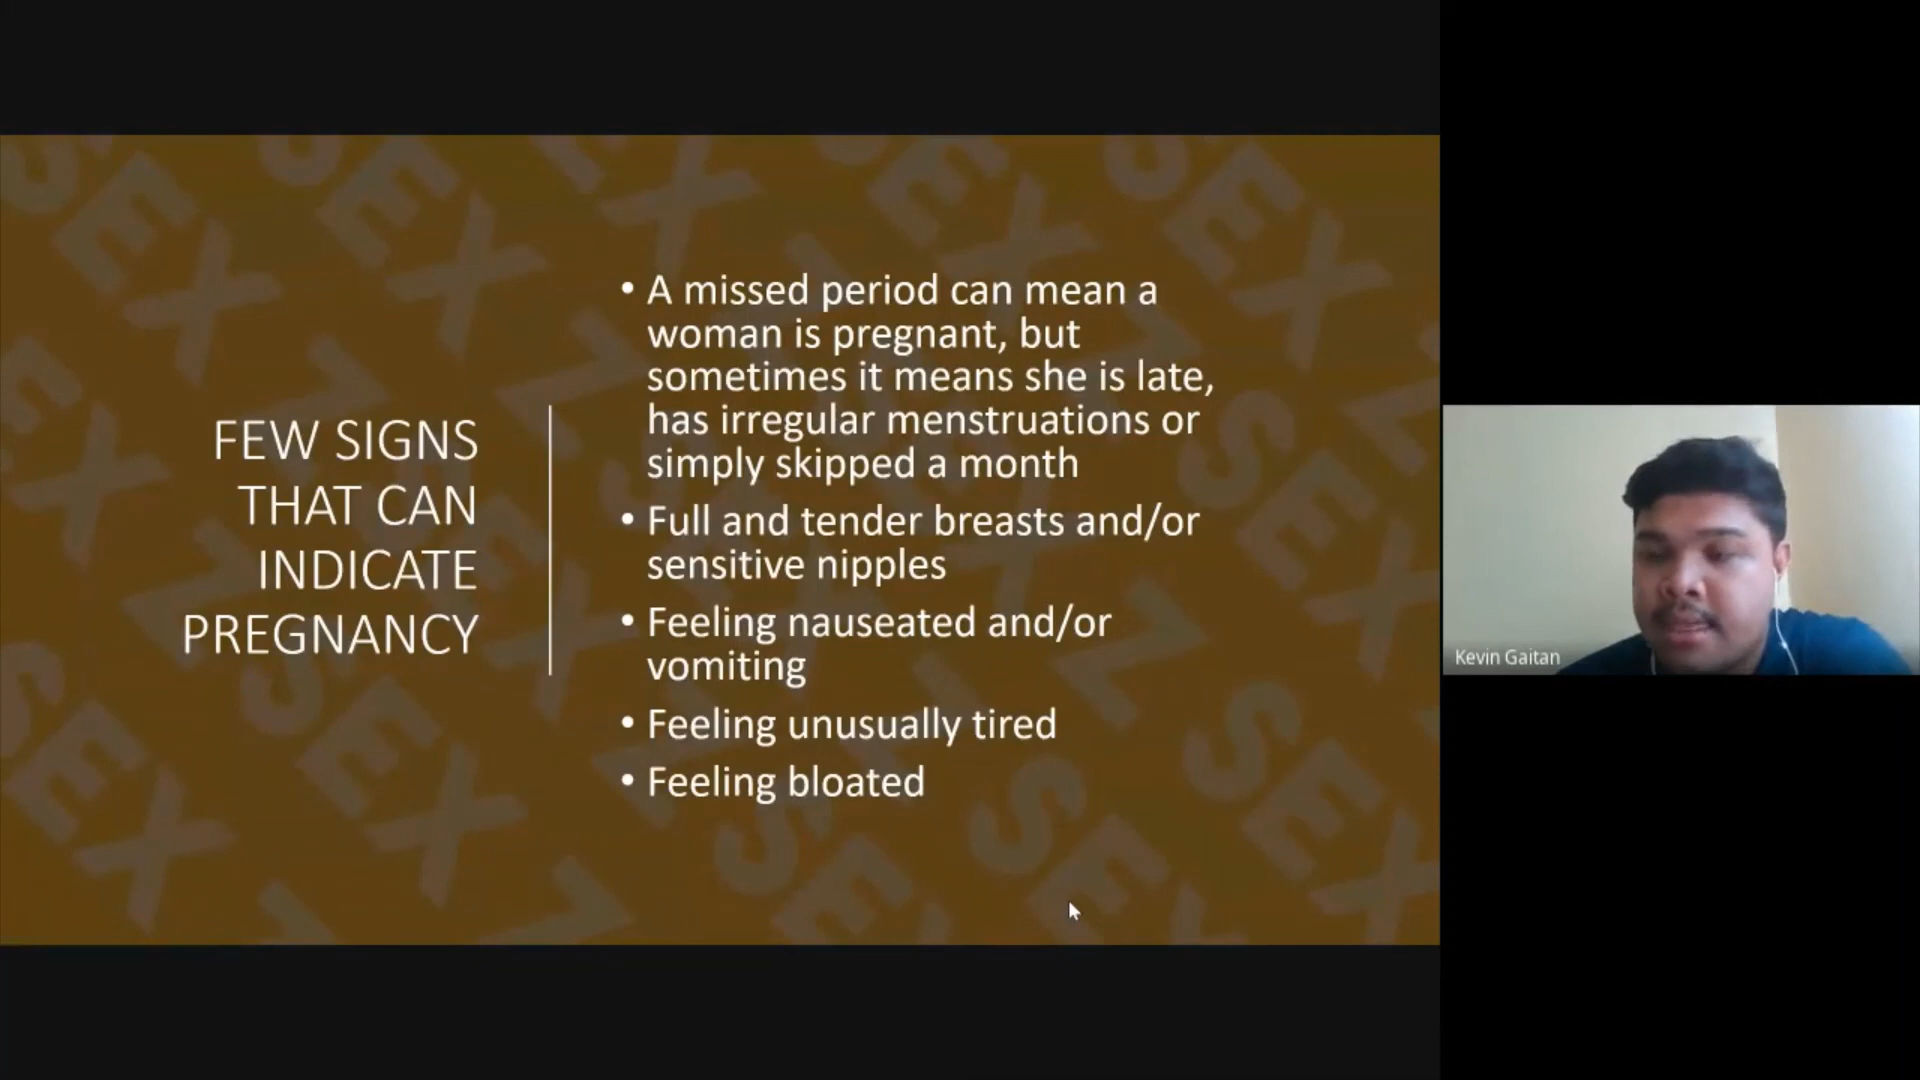 FEW SIGNS
THAT CAN
INDICATE
PREGNANCY
• A missed period can mean a
woman is pregnant, but
sometimes it means she is late,
has irregular menstruations or
simply skipped a month
• Full and tender breasts and/or
sensitive nipples
• Feeling nauseated and/or
vomiting
• Feeling unusually tired
• Feeling bloated
Kevin Gaitan